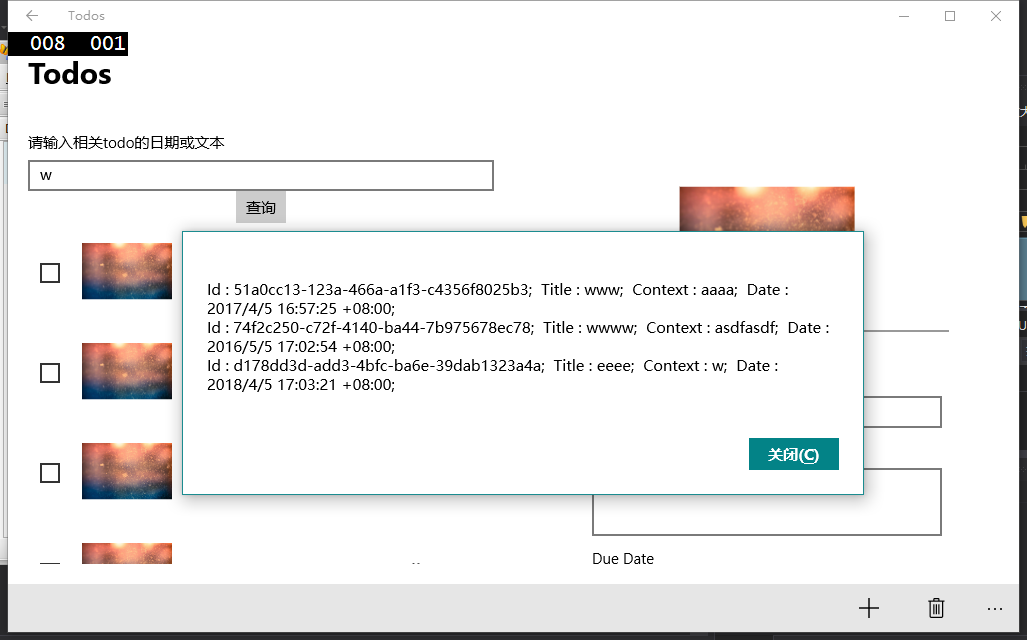 Todos
008 001
Todos
请输入相关todo的日期或文本
w
查询
Id : 51a0cc13-123a-466a-a1f3-c4356f8025b3; Title : www; Context : aaaa; Date :
2017/4/5 16:57:25 +08:00;
Id : 74f2c250-c72f-4140-ba44-7b975678ec78; Title : wwww; Context : asdfasdf; Date :
2016/5/5 17:02:54 +08:00;
Id : d178dd3d-add3-4bfc-ba6e-39dab1323a4a; Title : eeee; Context : w; Date :
2018/4/5 17:03:21 +08:00;
关闭(C)
Due Date